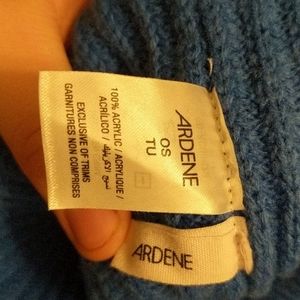 ARDENE
OS
TU
100% ACRYLIC / ACRYLIQUE /
ACRÍLICO /
EXCLUSIVE OF TRIMS
GARNITURES NON COMPRISES
ARDENE